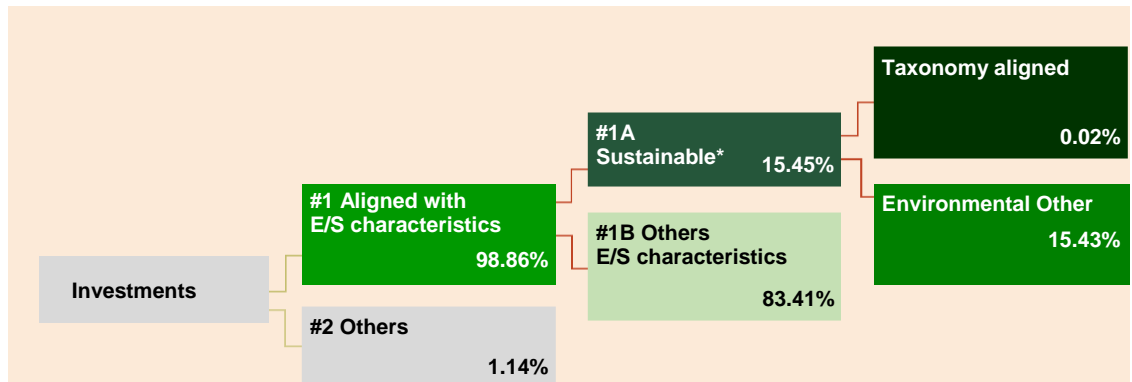 Investments
#1 Aligned with
E/S characteristics
98.86%
#2 Others
1.14%
#1A
Sustainable*
15.45%
#1B Others
E/S characteristics
83.41%
Taxonomy aligned
0.02%
Environmental Other
15.43%